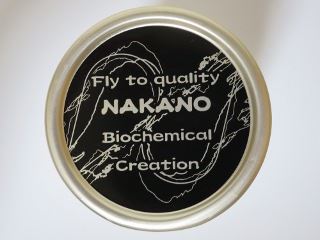 Fly to quality
NAKANO
Biochemical
Creation